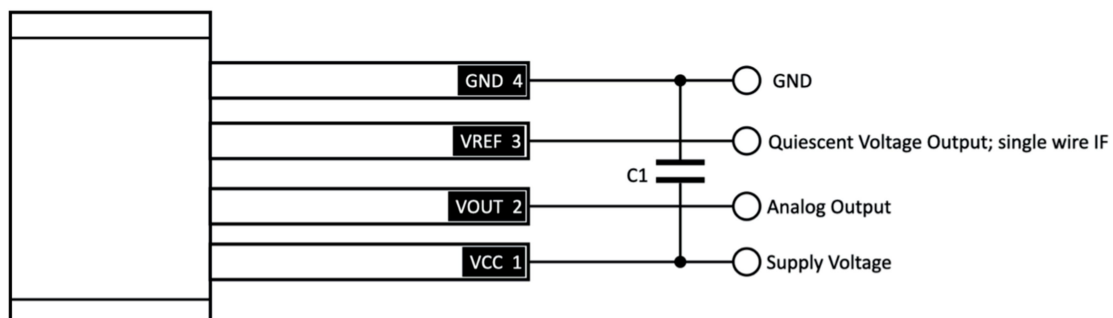 GND 4
GND
VREF 3
Quiescent Voltage Output; single wire IF
C1
VOUT 2
Analog Output
VCC 1
Supply Voltage